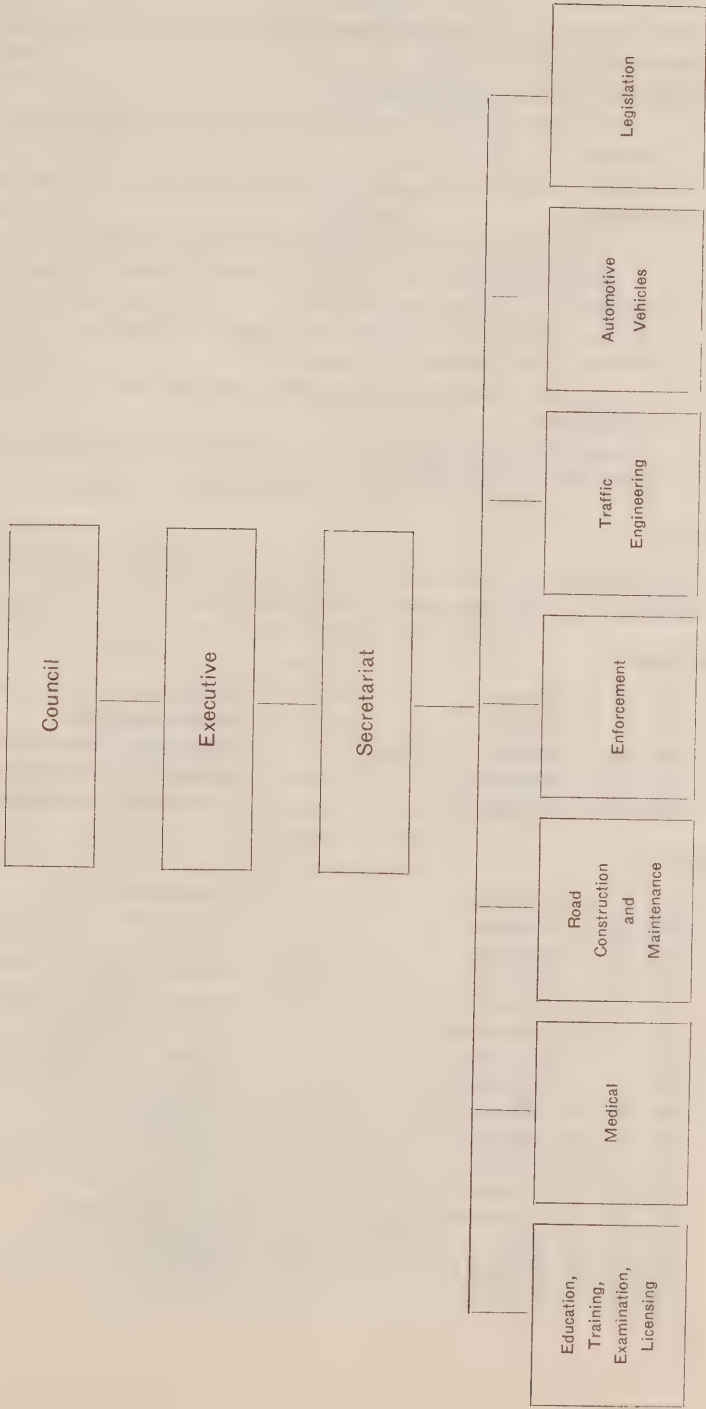 Council
Executive
Secretariat
Education,
Training,
Examination,
Licensing
Medical
Road
Construction
and
Maintenance
Enforcement
Traffic
Engineering
Automotive
Vehicles
Legislation